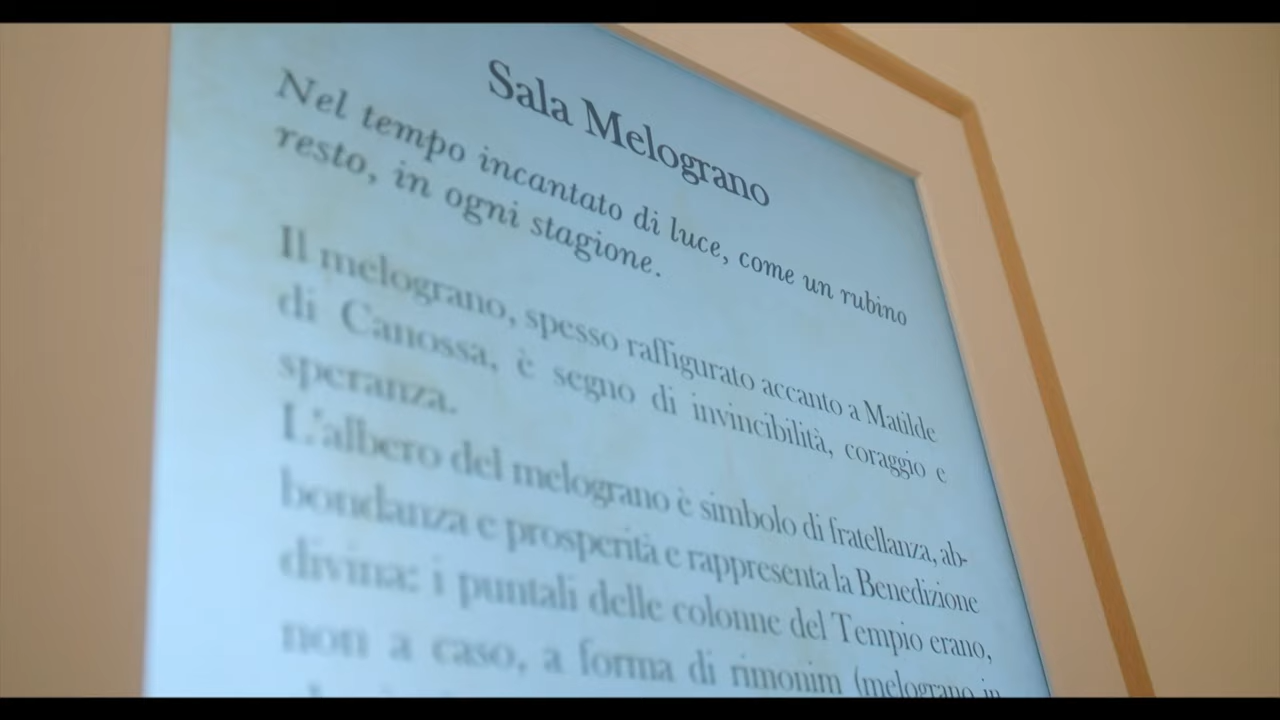 Sala Melograno
Nel tempo incantato di luce, come un rubino
resto, in ogni stagione.
Il melograno, spesso raffigurato accanto a Matilde
di Canossa, è segno di invincibilità, coraggio e
speranza.
L'albero del melograno è simbolo di fratellanza, ab-
bondanza e prosperità e rappresenta la Benedizione
divina: i puntali delle colonne del Tempio erano,
non a caso, a forma di rimonim (melograno in